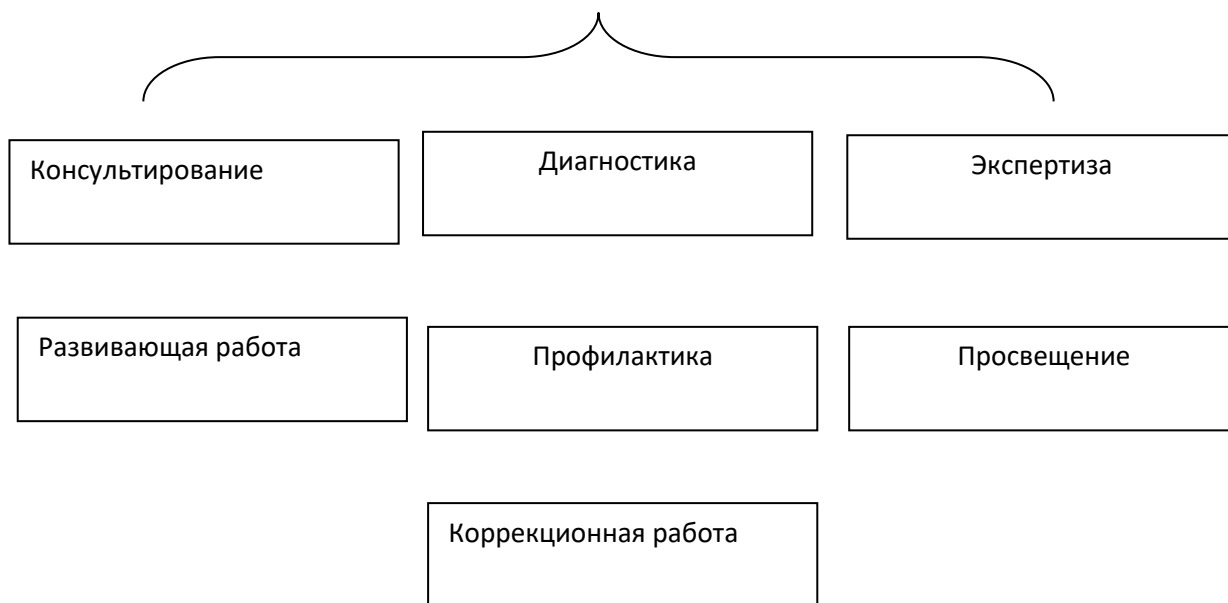 Консультирование
Диагностика
Экспертиза
Развивающая работа
Профилактика
Просвещение
Коррекционная работа